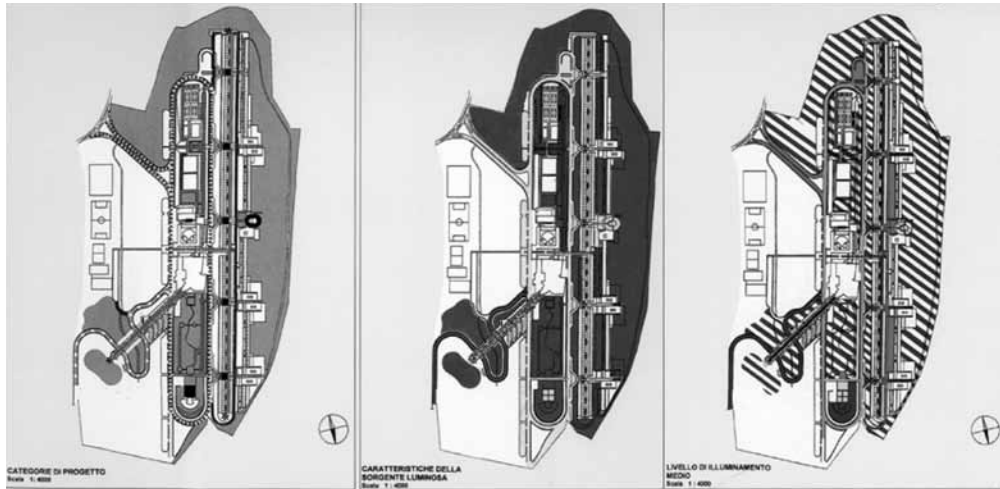 CATEGORIE DI PROGETTO
Scala 1: 4000
CARATTERISTICHE DELLA
SORGENTE LUMINOSA
Scala 1 : 4000
LIVELLO DI ILLUMINAMENTO
MEDIO
Scala 1 : 4000